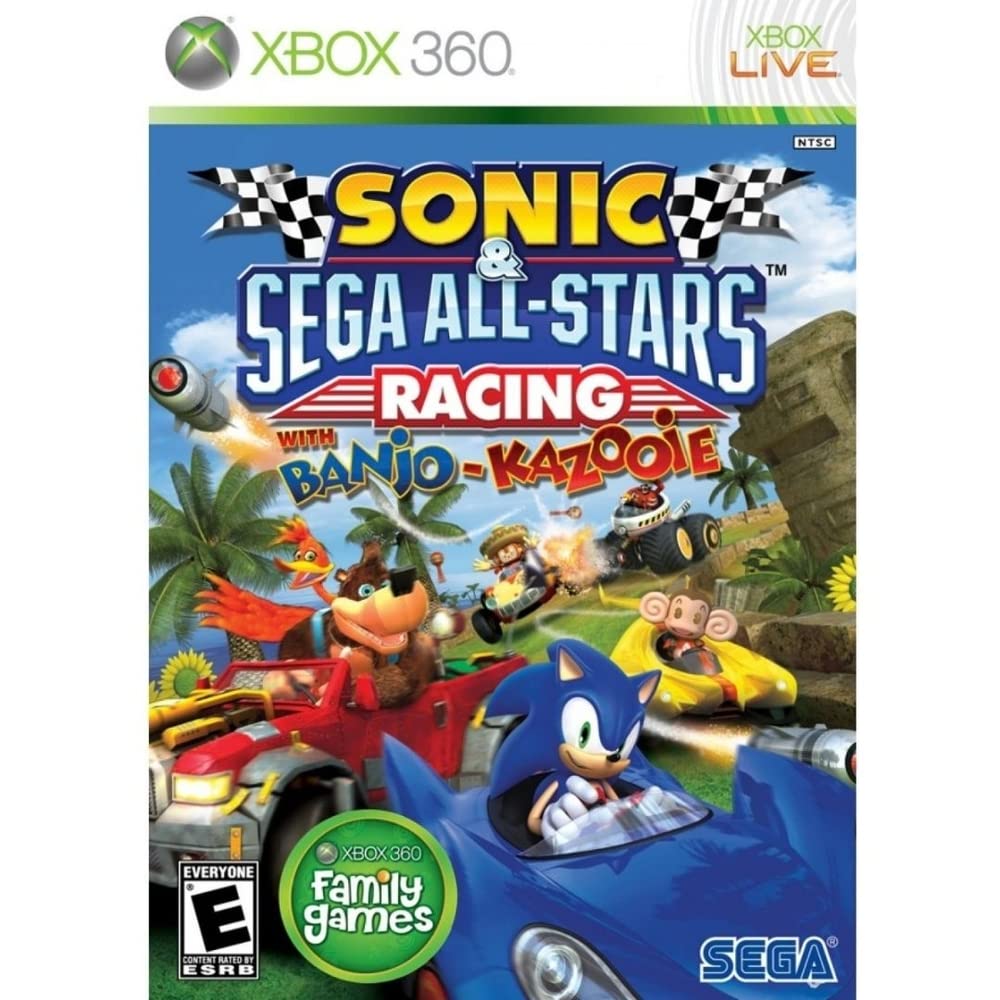 XBOX 360
XBOX
LIVE
NTSC
SONIC
&
SEGA ALL-STARS™
RACING
WITH
BANJO-KAZOOIE
XBOX 360
family
games
EVERYONE
E
®
CONTENT RATED BY
ESRB
SEGA®